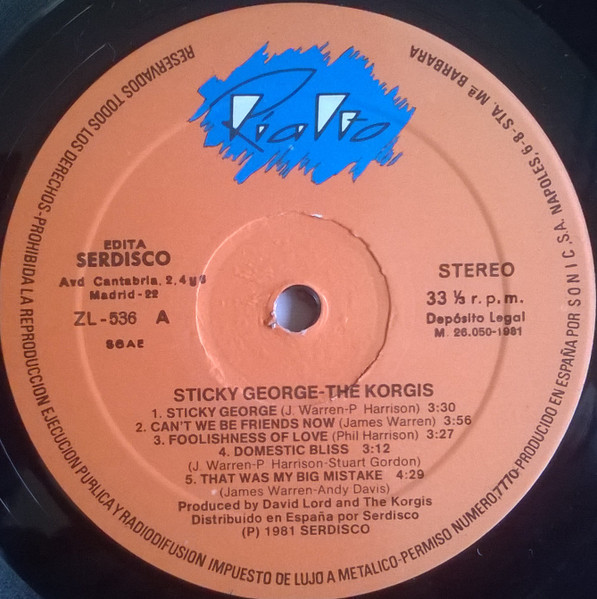 Rialto
EDITA
SERDISCO
Avd Cantabria, 2,4y6
Madrid-22
ZL-536 A
SGAE
STEREO
33 ⅓ r.p.m.
Depósito Legal
M. 26.050-1981
STICKY GEORGE-THE KORGIS
1. STICKY GEORGE (J. Warren-P Harrison) 3:30
2. CAN'T WE BE FRIENDS NOW (James Warren) 3:56
3. FOOLISHNESS OF LOVE (Phil Harrison) 3:27
4. DOMESTIC BLISS 3:12
(J. Warren-P Harrison-Stuart Gordon)
5. THAT WAS MY BIG MISTAKE 4:29
(James Warren-Andy Davis)
Produced by David Lord and The Korgis
Distribuido en España por Serdisco
(P) 1981 SERDISCO
RESERVADOS TODOS LOS DERECHOS-PROHIBIDA LA REPRODUCCION EJECUCION PUBLICA Y RADIODIFUSION IMPUESTO DE LUJO A METALICO-PERMISO NUMERO,7770-PRODUCIDO EN ESPAÑA POR SONIC,S.A. NAPOLES,6-8-STA. Mª BARBARA